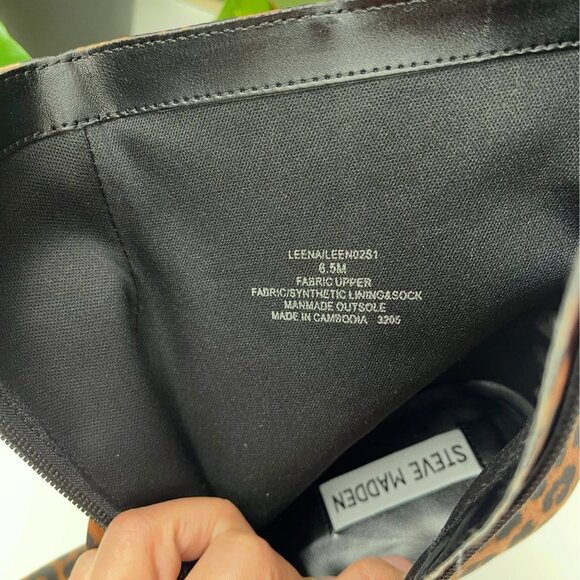 LEENA/LEEN02S1
6.5M
FABRIC UPPER
FABRIC/SYNTHETIC LINING&SOCK
MANMADE OUTSOLE
MADE IN CAMBODIA 3205
STEVE MADDEN